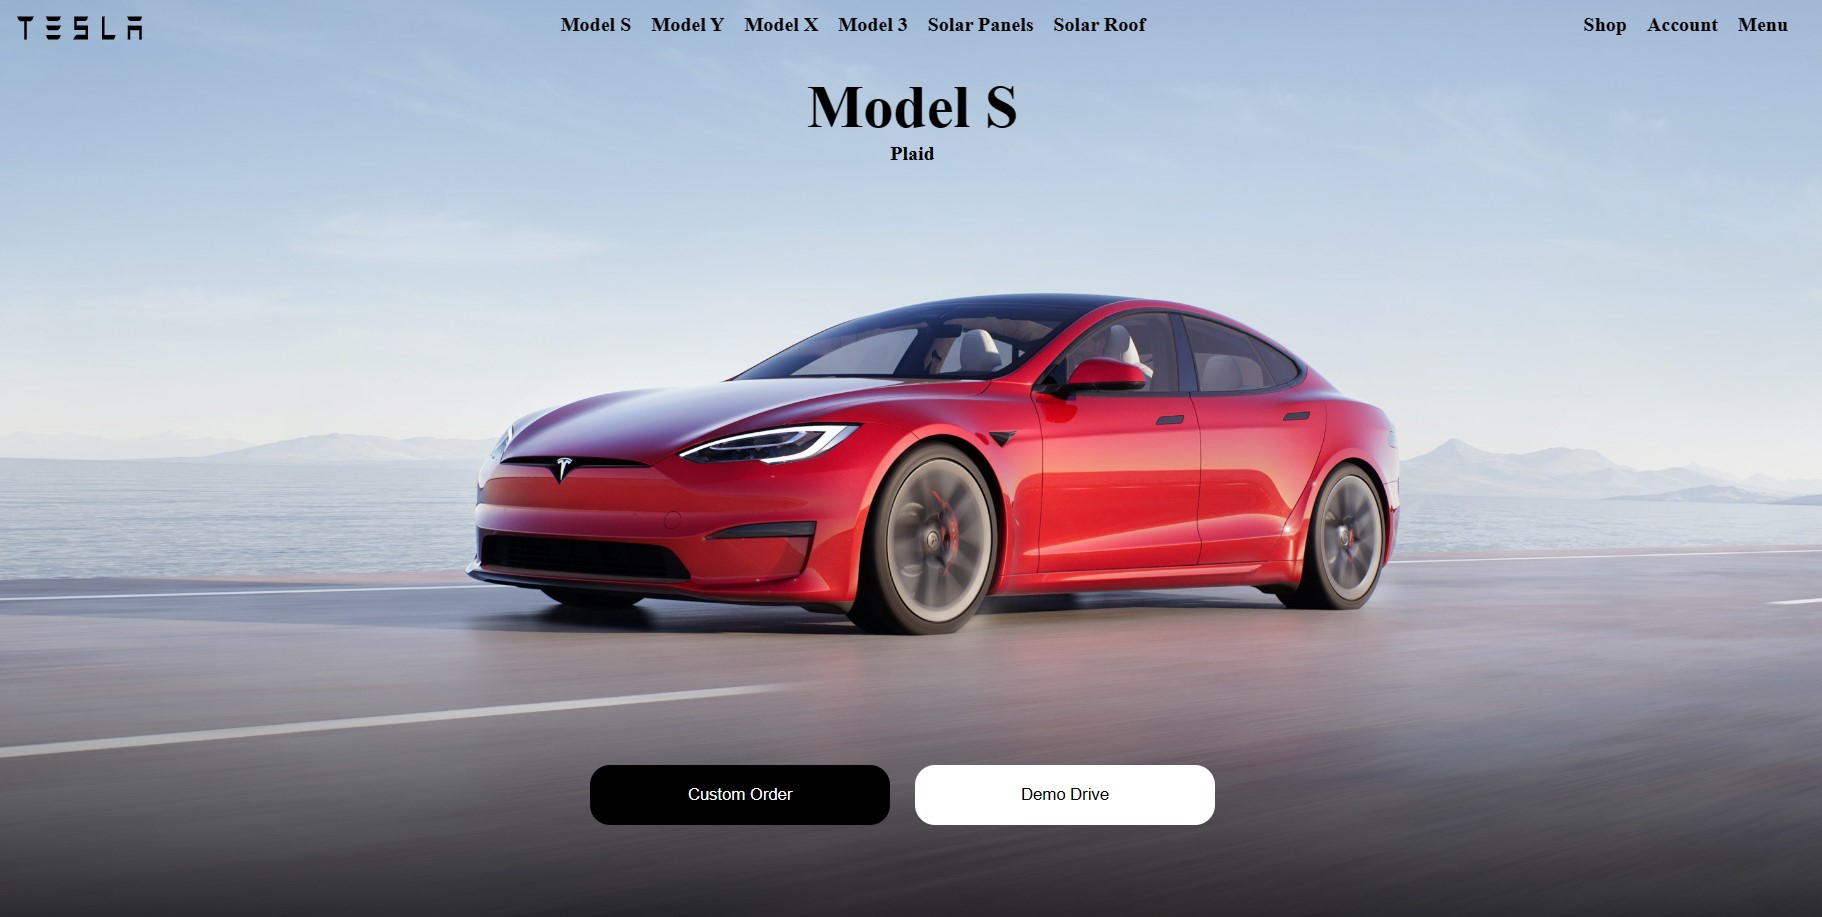 TESLA
Model S Model Y Model X Model 3 Solar Panels Solar Roof
Shop Account Menu
Model S
Plaid
Custom Order
Demo Drive